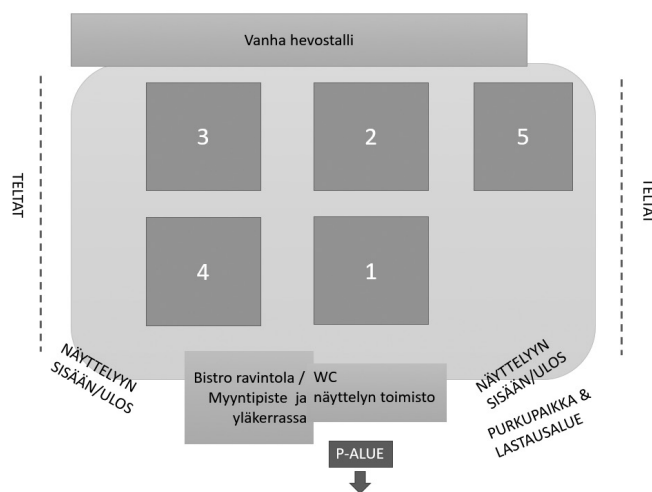 Vanha hevostalli
TELTAT
3
2
5
TELTAT
4
1
NÄYTTELYYN
SISÄÄN/ULOS
Bistro ravintola /
Myyntipiste ja
yläkerrassa
WC
näyttelyn toimisto
NÄYTTELYYN
SISÄÄN/ULOS
PURKUPAIKKA &
LASTAUSALUE
P-ALUE